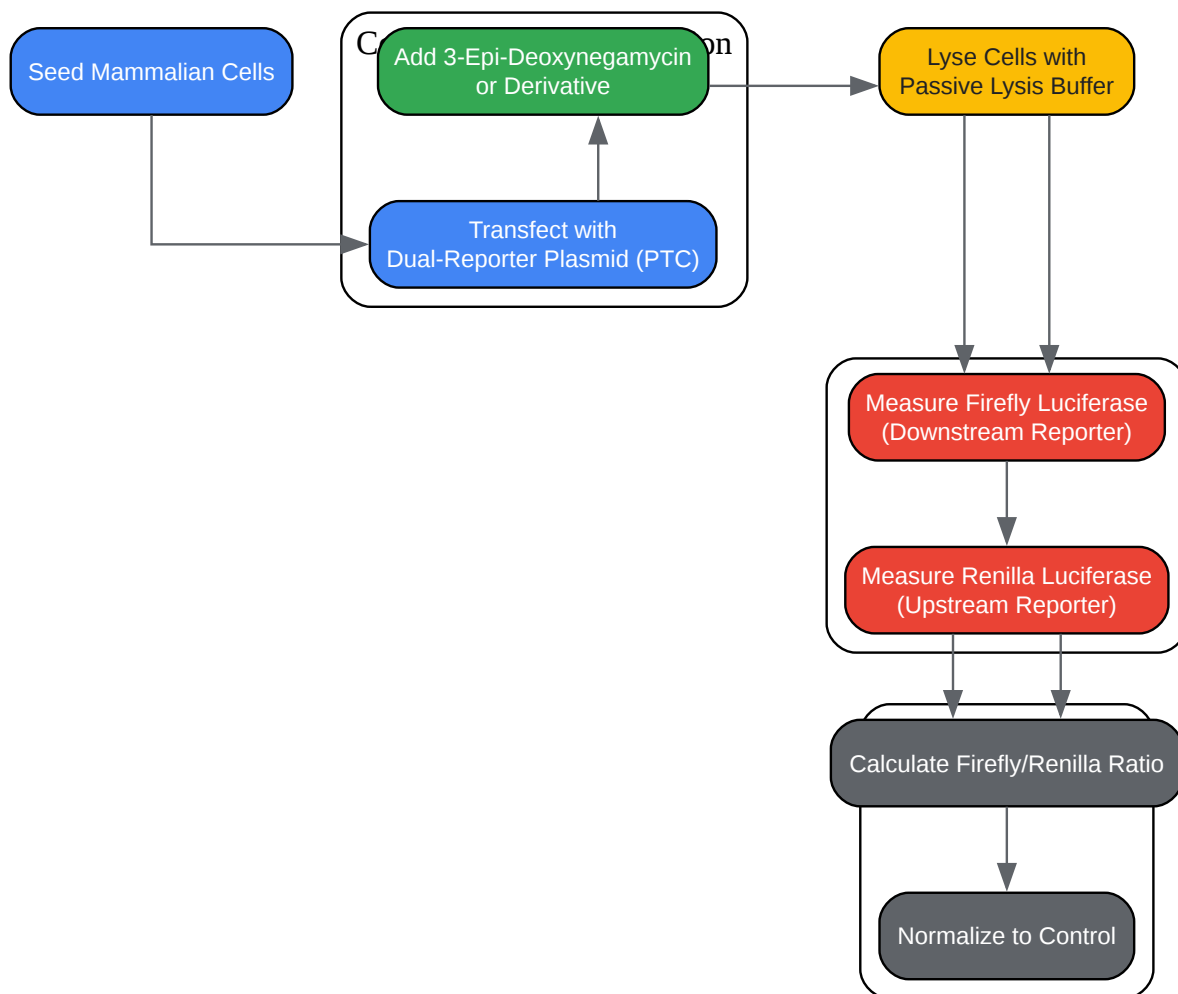 Seed Mammalian Cells
Add 3-Epi-Deoxynegamycin
or Derivative
Lyse Cells with
Passive Lysis Buffer
Transfect with
Dual-Reporter Plasmid (PTC)
Measure Firefly Luciferase
(Downstream Reporter)
Measure Renilla Luciferase
(Upstream Reporter)
Calculate Firefly/Renilla Ratio
Normalize to Control